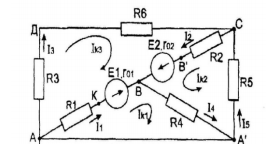 R6
Д
C
I3
Iк3
E2,r02
I2
R2
B'
Iк2
R3
E1,r01
B
R5
K
R1
I1
Iк1
R4
I4
I5
A
A'